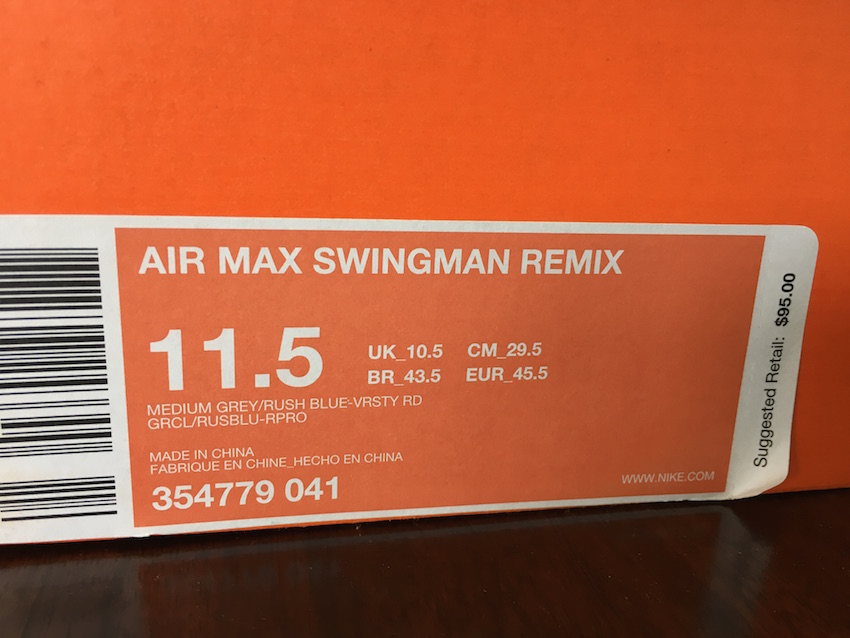 AIR MAX SWINGMAN REMIX
11.5
UK_10.5 CM_29.5
BR_43.5 EUR_45.5
MEDIUM GREY/RUSH BLUE-VRSTY RD
GRCL/RUSBLU-RPRO
MADE IN CHINA
FABRIQUE EN CHINE_HECHO EN CHINA
354779 041
WWW.NIKE.COM
Suggested Retail: $95.00